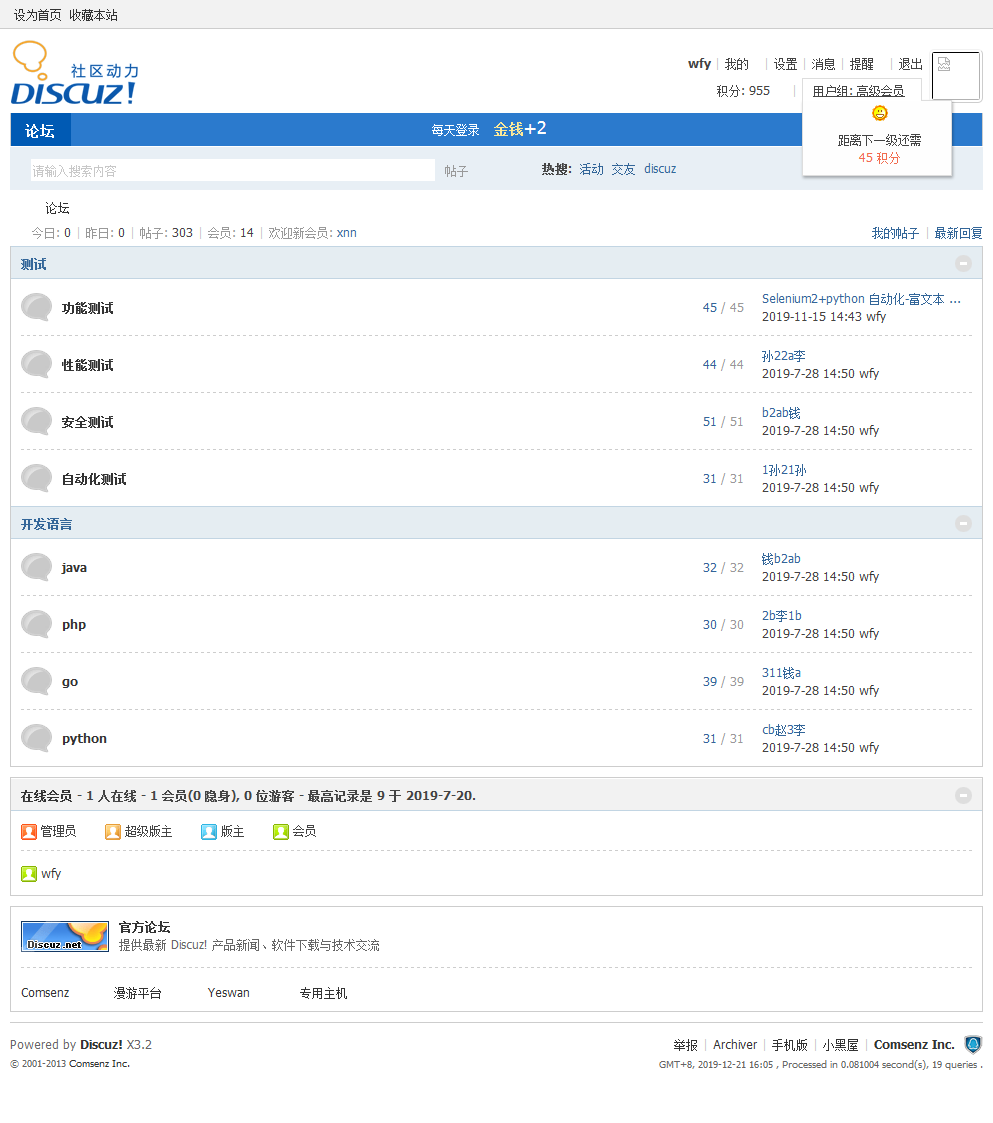 设为首页 收藏本站
社区动力
DISCUZ!
wfy 我的 设置 消息 提醒 退出
积分: 955 用户组: 高级会员
距离下一级还需
45 积分
论坛 每天登录 金钱+2
请输入搜索内容 帖子 热搜: 活动 交友 discuz
论坛
今日: 0 昨日: 0 帖子: 303 会员: 14 欢迎新会员: xnn 我的帖子 最新回复
测试
功能测试 45 / 45 Selenium2+python 自动化-富文本 ...
2019-11-15 14:43 wfy
性能测试 44 / 44 孙22a李
2019-7-28 14:50 wfy
安全测试 51 / 51 b2ab钱
2019-7-28 14:50 wfy
自动化测试 31 / 31 1孙21孙
2019-7-28 14:50 wfy
开发语言
java 32 / 32 钱b2ab
2019-7-28 14:50 wfy
php 30 / 30 2b李1b
2019-7-28 14:50 wfy
go 39 / 39 311钱a
2019-7-28 14:50 wfy
python 31 / 31 cb赵3李
2019-7-28 14:50 wfy
在线会员 - 1 人在线 - 1 会员(0 隐身), 0 位游客 - 最高记录是 9 于 2019-7-20.
管理员 超级版主 版主 会员
wfy
Discuz.net 官方论坛
提供最新 Discuz! 产品新闻、软件下载与技术交流
Comsenz 漫游平台 Yeswan 专用主机
Powered by Discuz! X3.2 举报 Archiver 手机版 小黑屋 Comsenz Inc.
© 2001-2013 Comsenz Inc. GMT+8, 2019-12-21 16:05 , Processed in 0.081004 second(s), 19 queries .